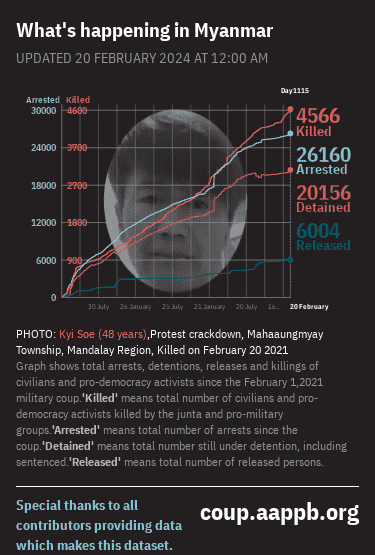 What's happening in Myanmar
UPDATED 20 FEBRUARY 2024 AT 12:00 AM
Day1115
Arrested Killed
30000 4600
4566
Killed
24000 3700
26160
Arrested
18000 2700
20156
Detained
12000 1800
6004
Released
6000 900
0
30 July 26 January 25 July 21 January 20 July 16 20 February
PHOTO: Kyi Soe (48 years),Protest crackdown, Mahaaungmyay
Township, Mandalay Region, Killed on February 20 2021
Graph shows total arrests, detentions, releases and killings of
civilians and pro-democracy activists since the February 1,2021
military coup.'Killed' means total number of civilians and pro-
democracy activists killed by the junta and pro-military
groups.'Arrested' means total number of arrests since the
coup.'Detained' means total number still under detention, including
sentenced.'Released' means total number of released persons.
Special thanks to all
contributors providing data
which makes this dataset.
coup.aappb.org